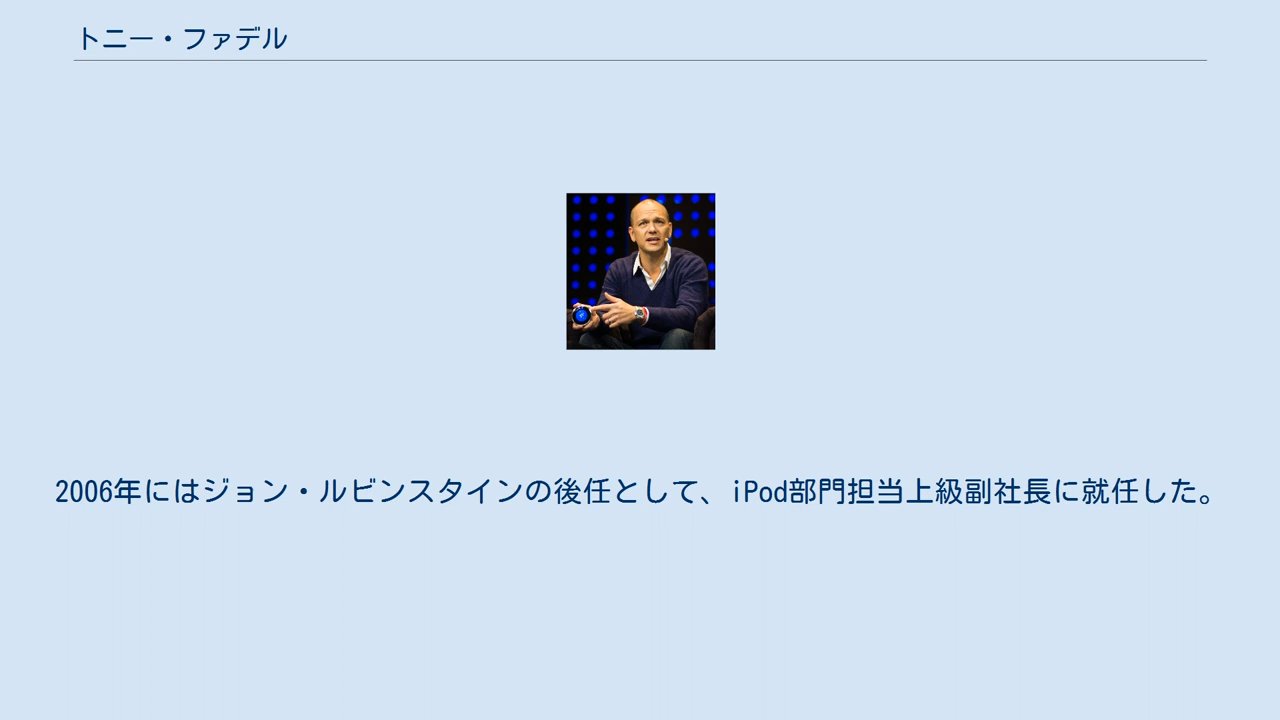 トニー・ファデル
2006年にはジョン・ルビンスタインの後任として、iPod部門担当上級副社長に就任した。